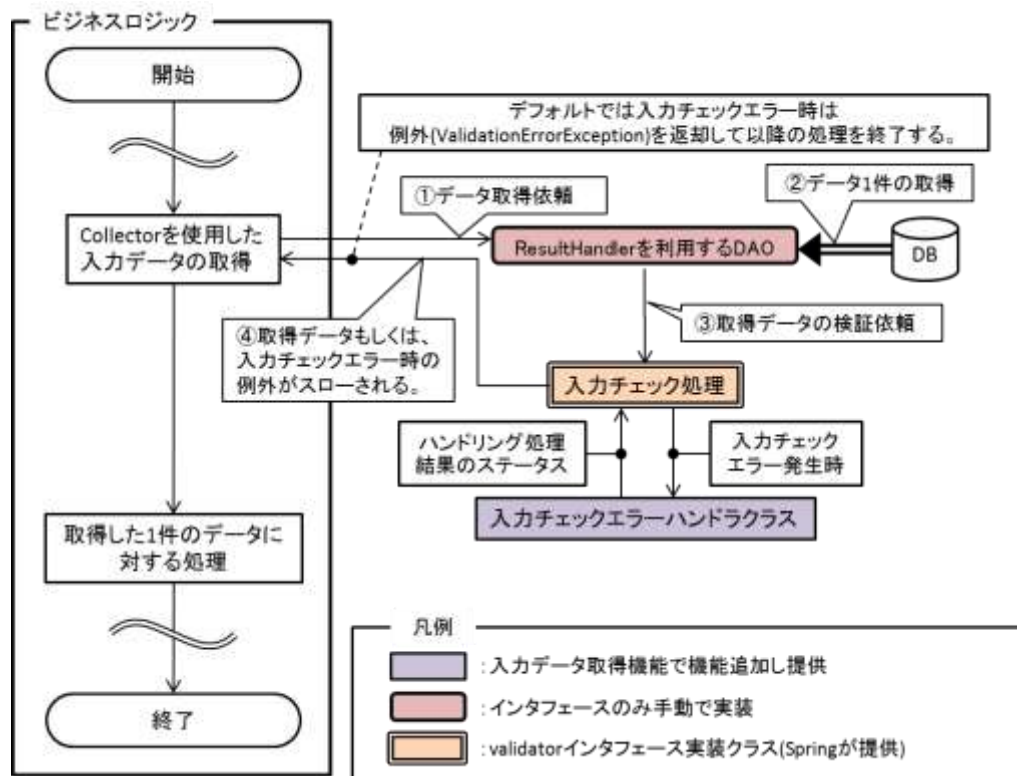 ビジネスロジック
開始
デフォルトでは入力チェックエラー時は
例外(ValidationErrorException)を返却して以降の処理を終了する。
①データ取得依頼
②データ1件の取得
Collectorを使用した
入力データの取得
ResultHandlerを利用するDAO
DB
③取得データの検証依頼
④取得データもしくは、
入力チェックエラー時の
例外がスローされる。
入力チェック処理
ハンドリング処理
結果のステータス
入力チェック
エラー発生時
入力チェックエラーハンドラクラス
取得した1件のデータに
対する処理
終了
凡例
:入力データ取得機能で機能追加し提供
:インタフェースのみ手動で実装
:validatorインタフェース実装クラス(Springが提供)